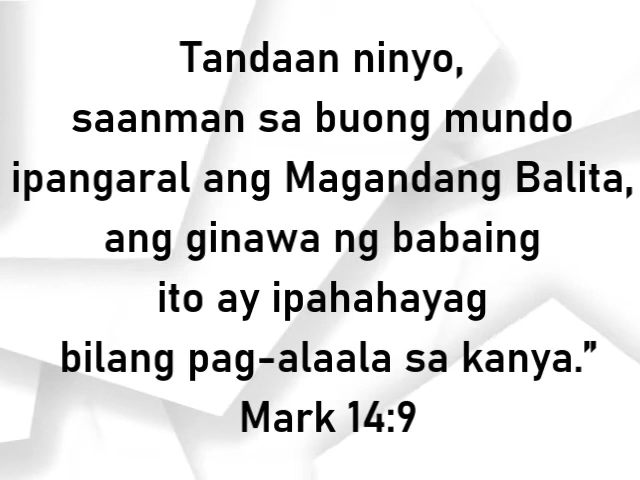 Tandaan ninyo,
saanman sa buong mundo
ipangaral ang Magandang Balita,
ang ginawa ng babaing
ito ay ipahahayag
bilang pag-alaala sa kanya.”
Mark 14:9